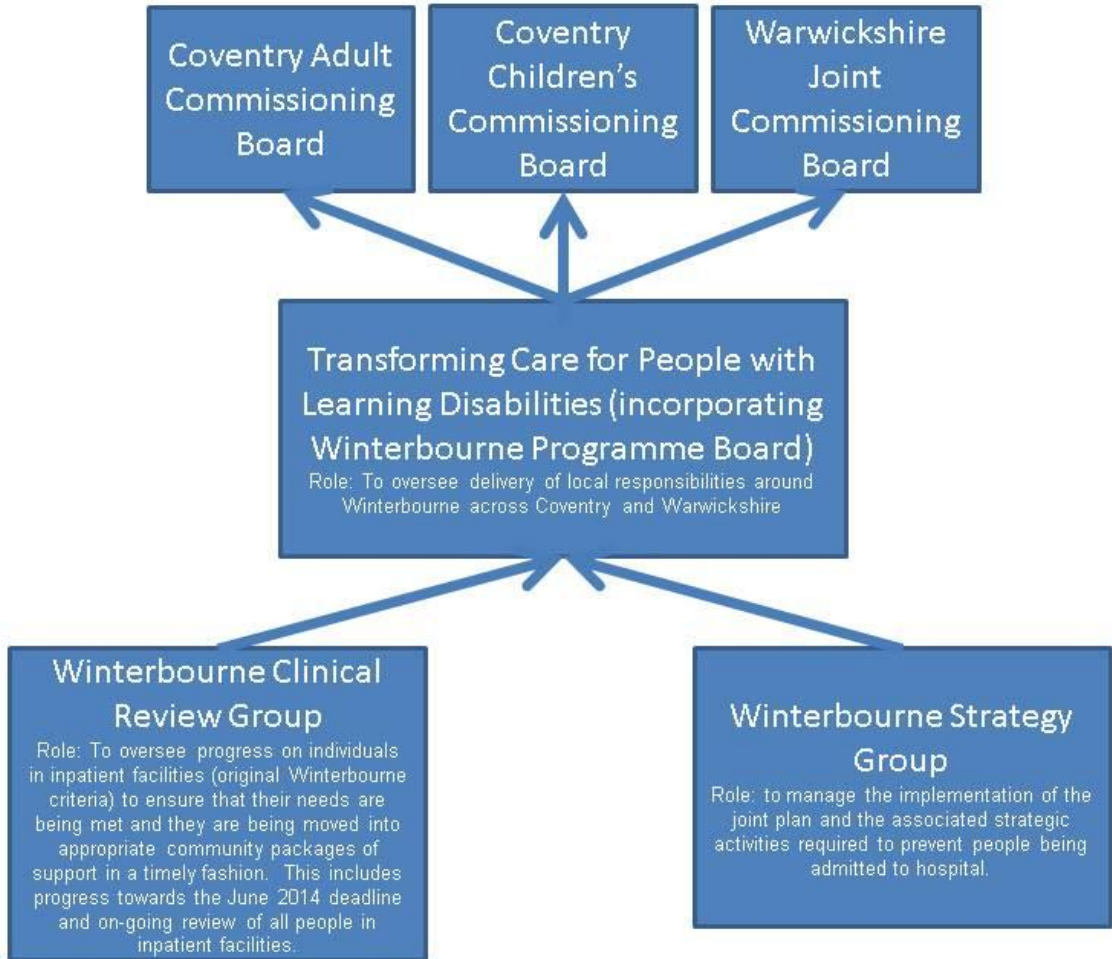 Coventry Adult
Commissioning
Board
Coventry
Children’s
Commissioning
Board
Warwickshire
Joint
Commissioning
Board
Transforming Care for People with
Learning Disabilities (incorporating
Winterbourne Programme Board)
Role: To oversee delivery of local responsibilities around
Winterbourne across Coventry and Warwickshire
Winterbourne Clinical
Review Group
Role: To oversee progress on individuals
in inpatient facilities (original Winterbourne
criteria) to ensure that their needs are
being met and they are being moved into
appropriate community packages of
support in a timely fashion. This includes
progress towards the June 2014 deadline
and on-going review of all people in
inpatient facilities.
Winterbourne Strategy
Group
Role: to manage the implementation of the
joint plan and the associated strategic
activities required to prevent people being
admitted to hospital.